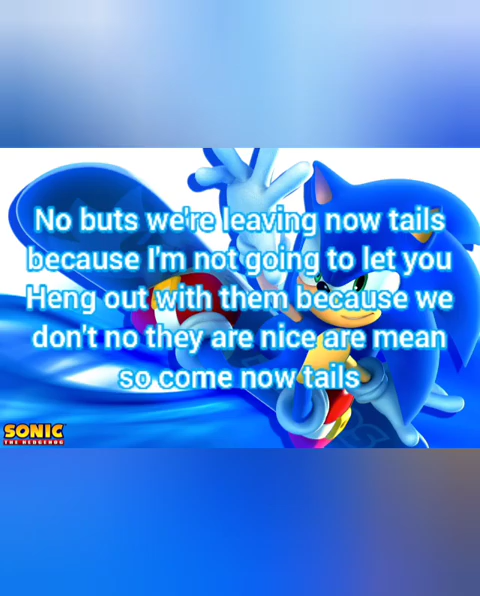 No buts we're leaving now tails
because I'm not going to let you
Heng out with them because we
don't no they are nice are mean
so come now tails
SONIC
THE HEDGEHOG